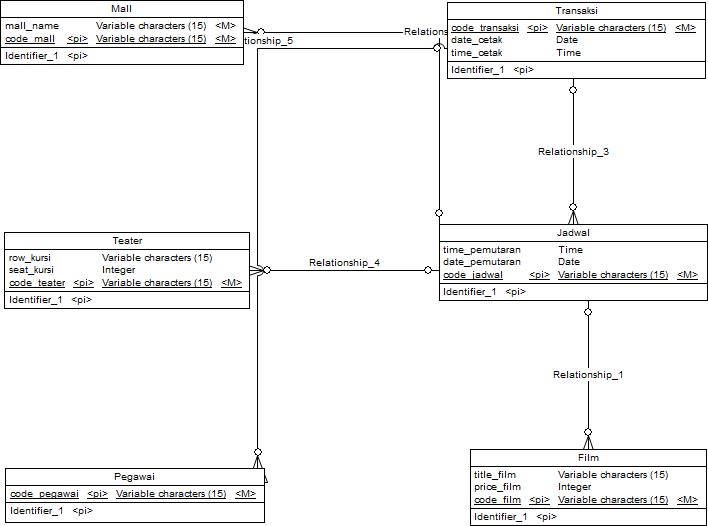 Mall
mall_name Variable characters (15) <M>
code_mall <pi> Variable characters (15) <M>
Identifier_1 <pi>
Transaksi
code_transaksi <pi> Variable characters (15) <M>
date_cetak Date
time_cetak Time
Identifier_1 <pi>
Relations
tionship_5
Relationship_3
Teater
row_kursi Variable characters (15)
seat_kursi Integer
code_teater <pi> Variable characters (15) <M>
Identifier_1 <pi>
Relationship_4
Jadwal
time_pemutaran Time
date_pemutaran Date
code_jadwal <pi> Variable characters (15) <M>
Identifier_1 <pi>
Relationship_1
Pegawai
code_pegawai <pi> Variable characters (15) <M>
Identifier_1 <pi>
Film
title_film Variable characters (15)
price_film Integer
code_film <pi> Variable characters (15) <M>
Identifier_1 <pi>